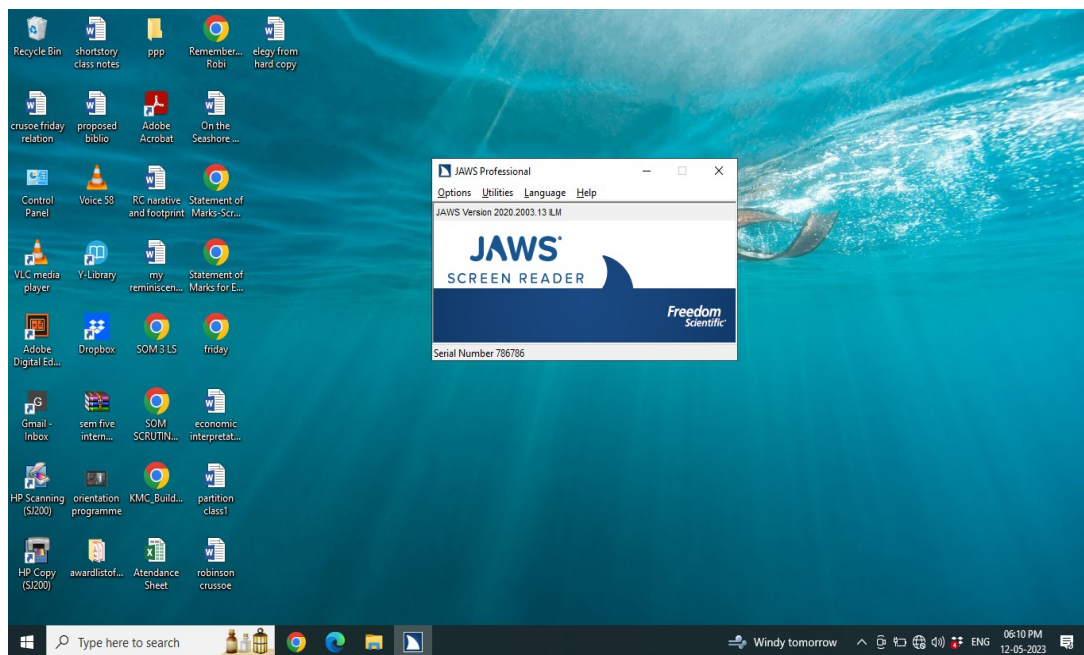 Recycle Bin
shortstory
class notes
ppp
Remember...
Robi
elegy from
hard copy
crusoe friday
relation
proposed
biblio
Adobe
Acrobat
On the
Seashore ...
Control
Panel
Voice 58
RC narative
and footprint
Statement of
Marks-Scr...
VLC media
player
Y-Library
my
reminiscen...
Statement of
Marks for E...
Adobe
Digital Ed...
Dropbox
SOM 3 LS
friday
Gmail -
Inbox
sem five
intern...
SOM
SCRUTIN...
economic
interpretat...
HP Scanning
(SJ200)
orientation
programme
KMC_Build...
partition
class1
HP Copy
(SJ200)
awardlistof...
Atendance
Sheet
robinson
crussoe
JAWS Professional
Options Utilities Language Help
JAWS Version 2020.2003.13 ILM
JAWS
SCREEN READER
Freedom
Scientific
Serial Number 786786
Type here to search
Windy tomorrow
ENG
06:10 PM
12-05-2023